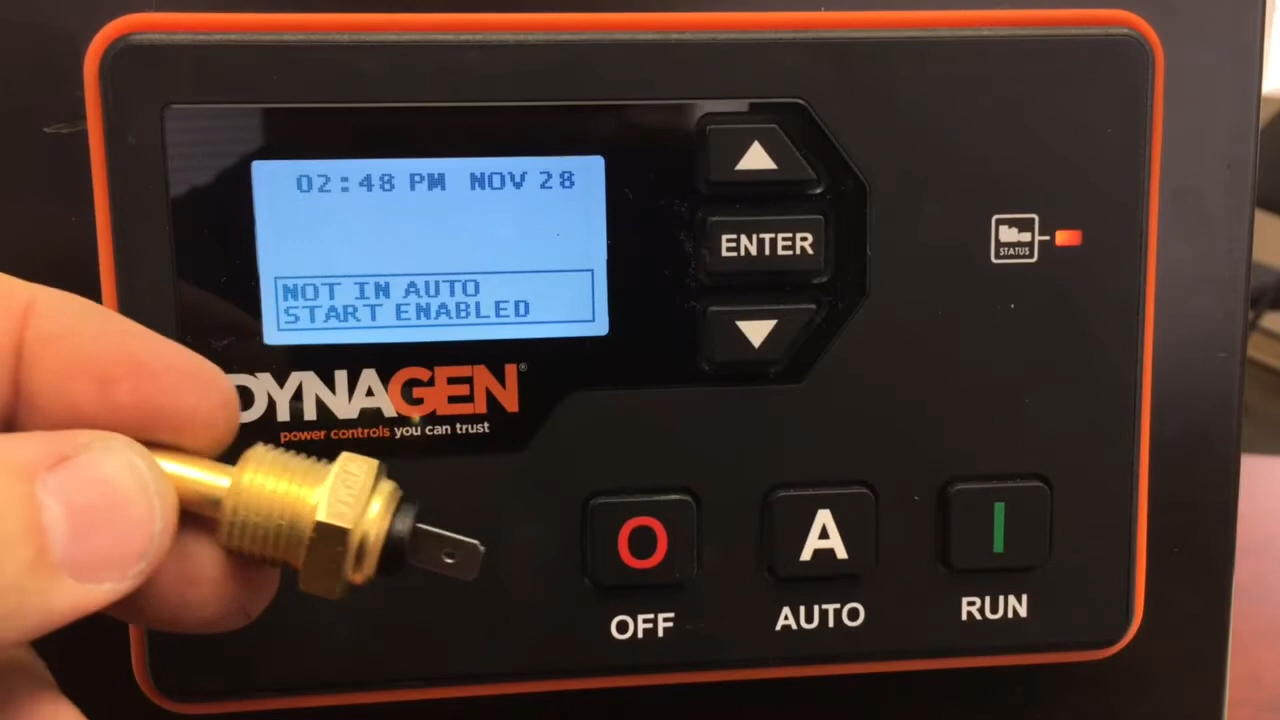 02:48 PM NOV 28
NOT IN AUTO
START ENABLED
DYNAGEN®
power controls you can trust
ENTER
STATUS
O
A
I
OFF
AUTO
RUN